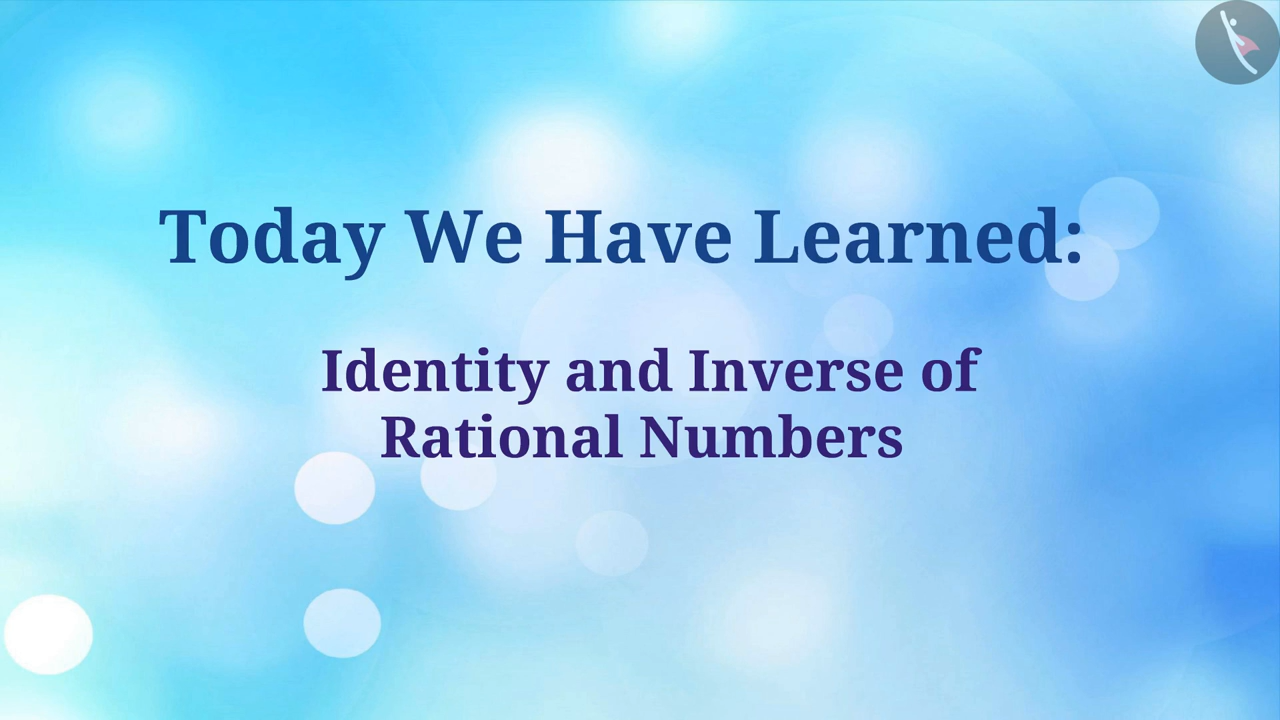 Today We Have Learned:
Identity and Inverse of
Rational Numbers